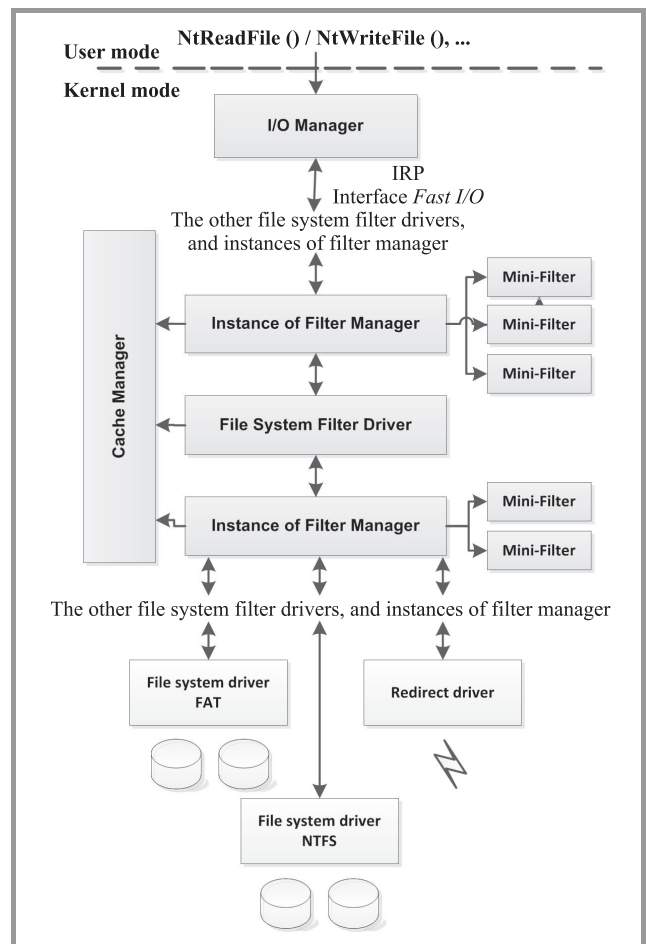 NtReadFile () / NtWriteFile (), ...
User mode
Kernel mode
I/O Manager
IRP
Interface Fast I/O
The other file system filter drivers,
and instances of filter manager
Cache Manager
Instance of Filter Manager
Mini-Filter
Mini-Filter
Mini-Filter
File System Filter Driver
Instance of Filter Manager
Mini-Filter
Mini-Filter
The other file system filter drivers, and instances of filter manager
File system driver
FAT
Redirect driver
File system driver
NTFS